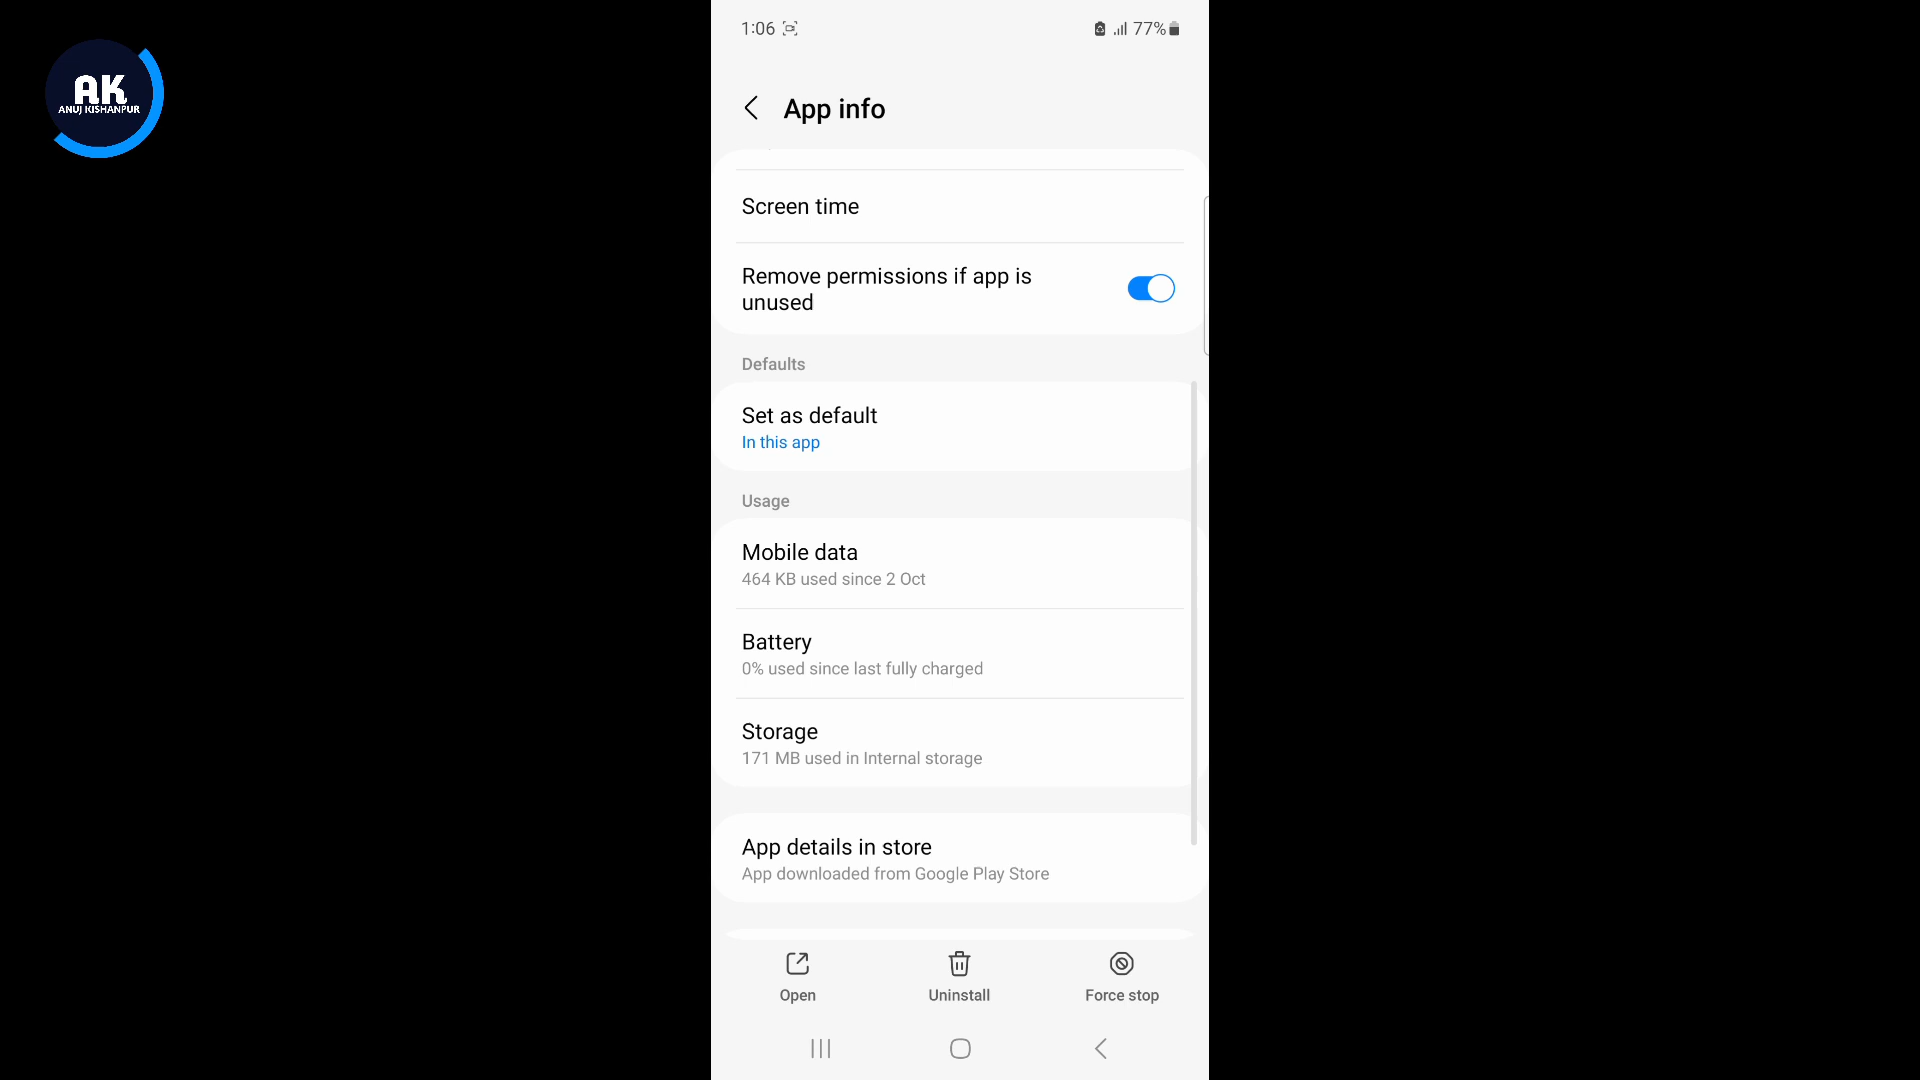 AK
ANUJ KISHANPUR
1:06
77%
App info
Screen time
Remove permissions if app is
unused
Defaults
Set as default
In this app
Usage
Mobile data
464 KB used since 2 Oct
Battery
0% used since last fully charged
Storage
171 MB used in Internal storage
App details in store
App downloaded from Google Play Store
Open
Uninstall
Force stop